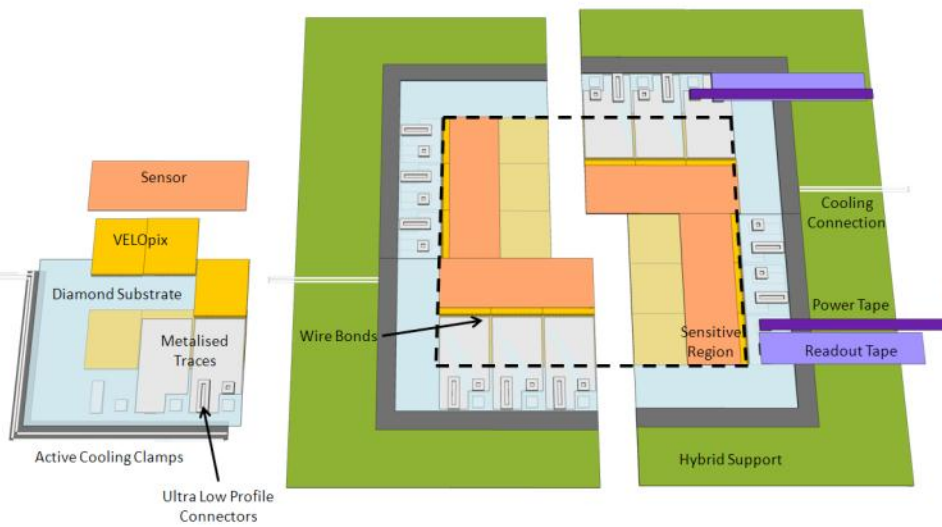 Sensor
VELOpix
Diamond Substrate
Metalised
Traces
Active Cooling Clamps
Ultra Low Profile
Connectors
Wire Bonds
Sensitive
Region
Cooling
Connection
Power Tape
Readout Tape
Hybrid Support